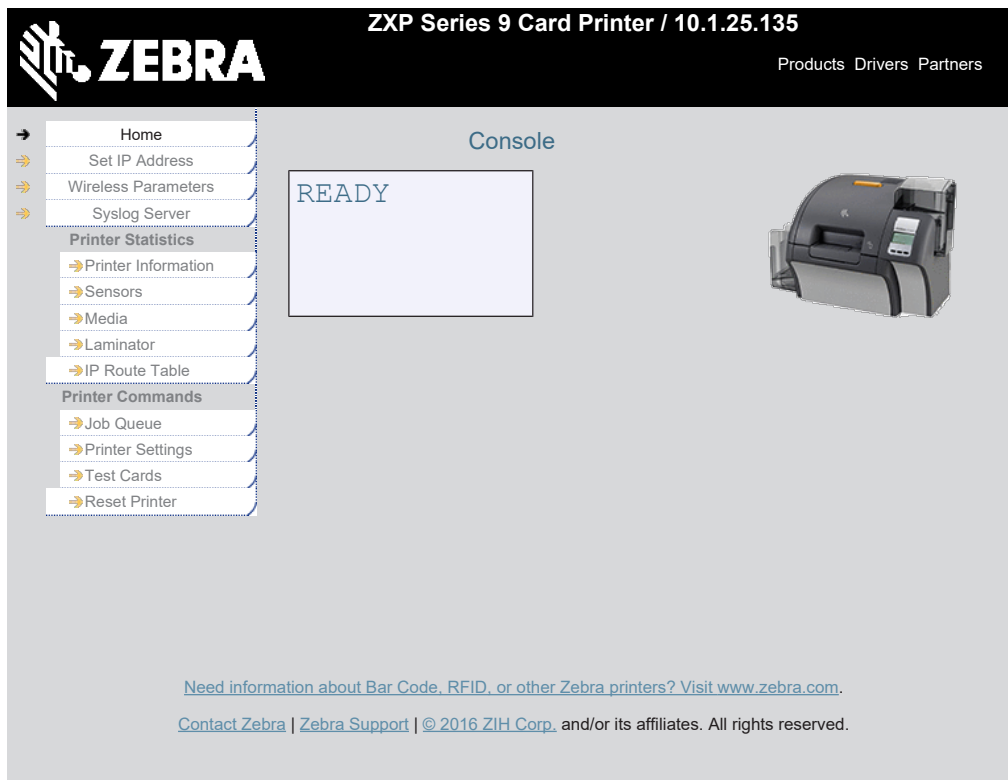 ZXP Series 9 Card Printer / 10.1.25.135
ZEBRA
Products Drivers Partners
Home
Set IP Address
Wireless Parameters
Syslog Server
Printer Statistics
Printer Information
Sensors
Media
Laminator
IP Route Table
Printer Commands
Job Queue
Printer Settings
Test Cards
Reset Printer
Console
READY
Need information about Bar Code, RFID, or other Zebra printers? Visit www.zebra.com.
Contact Zebra | Zebra Support | © 2016 ZIH Corp. and/or its affiliates. All rights reserved.